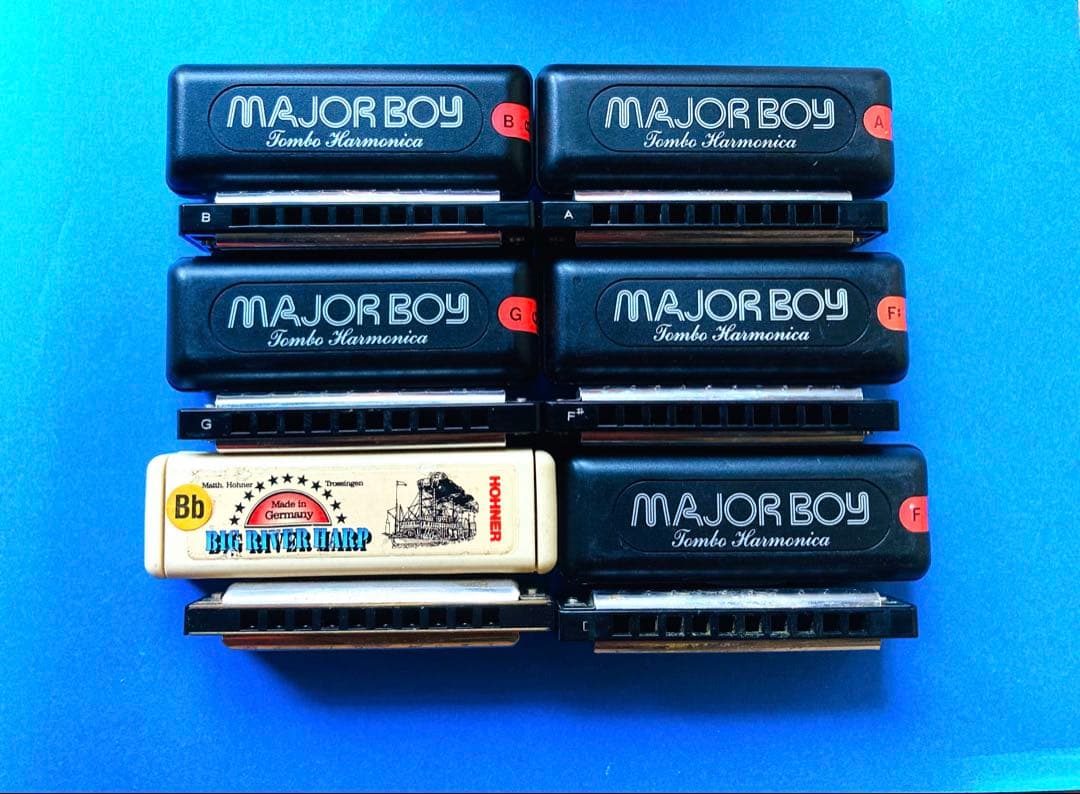 MAJOR BOY
Tombo Harmonica
B
MAJOR BOY
Tombo Harmonica
A
B
A
MAJOR BOY
Tombo Harmonica
G
MAJOR BOY
Tombo Harmonica
F#
G
F#
Bb
Matth. Hohner Trossingen
Made in
Germany
BIG RIVER HARP
HOHNER
MAJOR BOY
Tombo Harmonica
F